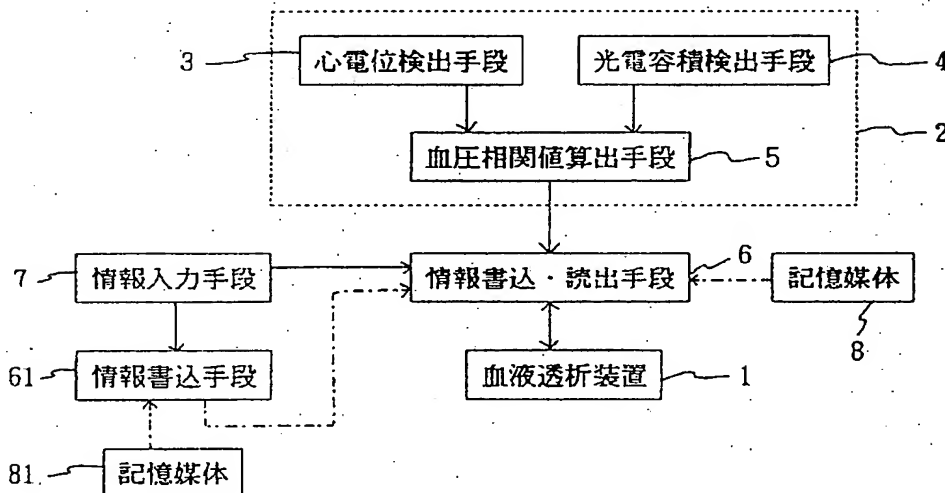 3 心電位検出手段 光電容積検出手段 4
2
血圧相関値算出手段 5
7 情報入力手段 情報書込・読出手段 6 記憶媒体
8
61 情報書込手段 血液透析装置 1
81 記憶媒体